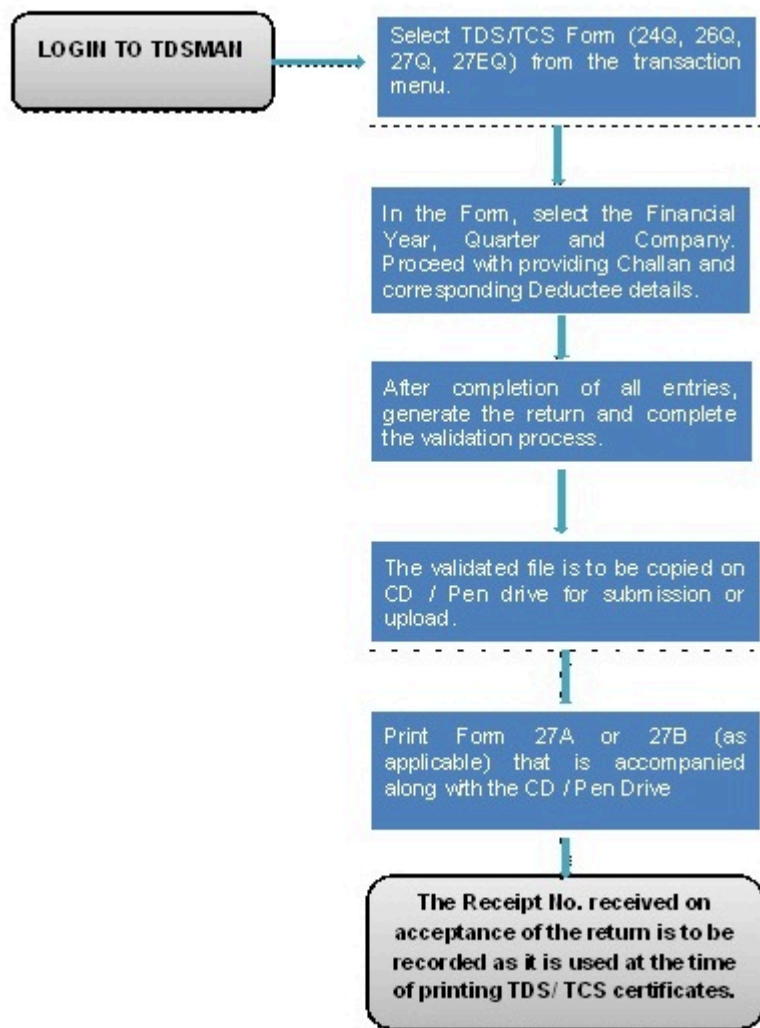 LOGIN TO TDSMAN
Select TDS/TCS Form (24Q, 26Q,
27Q, 27EQ) from the transaction
menu.
In the Form, select the Financial
Year, Quarter and Company.
Proceed with providing Challan and
corresponding Deductee details.
After completion of all entries,
generate the return and complete
the validation process.
The validated file is to be copied on
CD / Pen drive for submission or
upload.
Print Form 27A or 27B (as
applicable) that is accompanied
along with the CD / Pen Drive
The Receipt No. received on
acceptance of the return is to be
recorded as it is used at the time
of printing TDS/ TCS certificates.